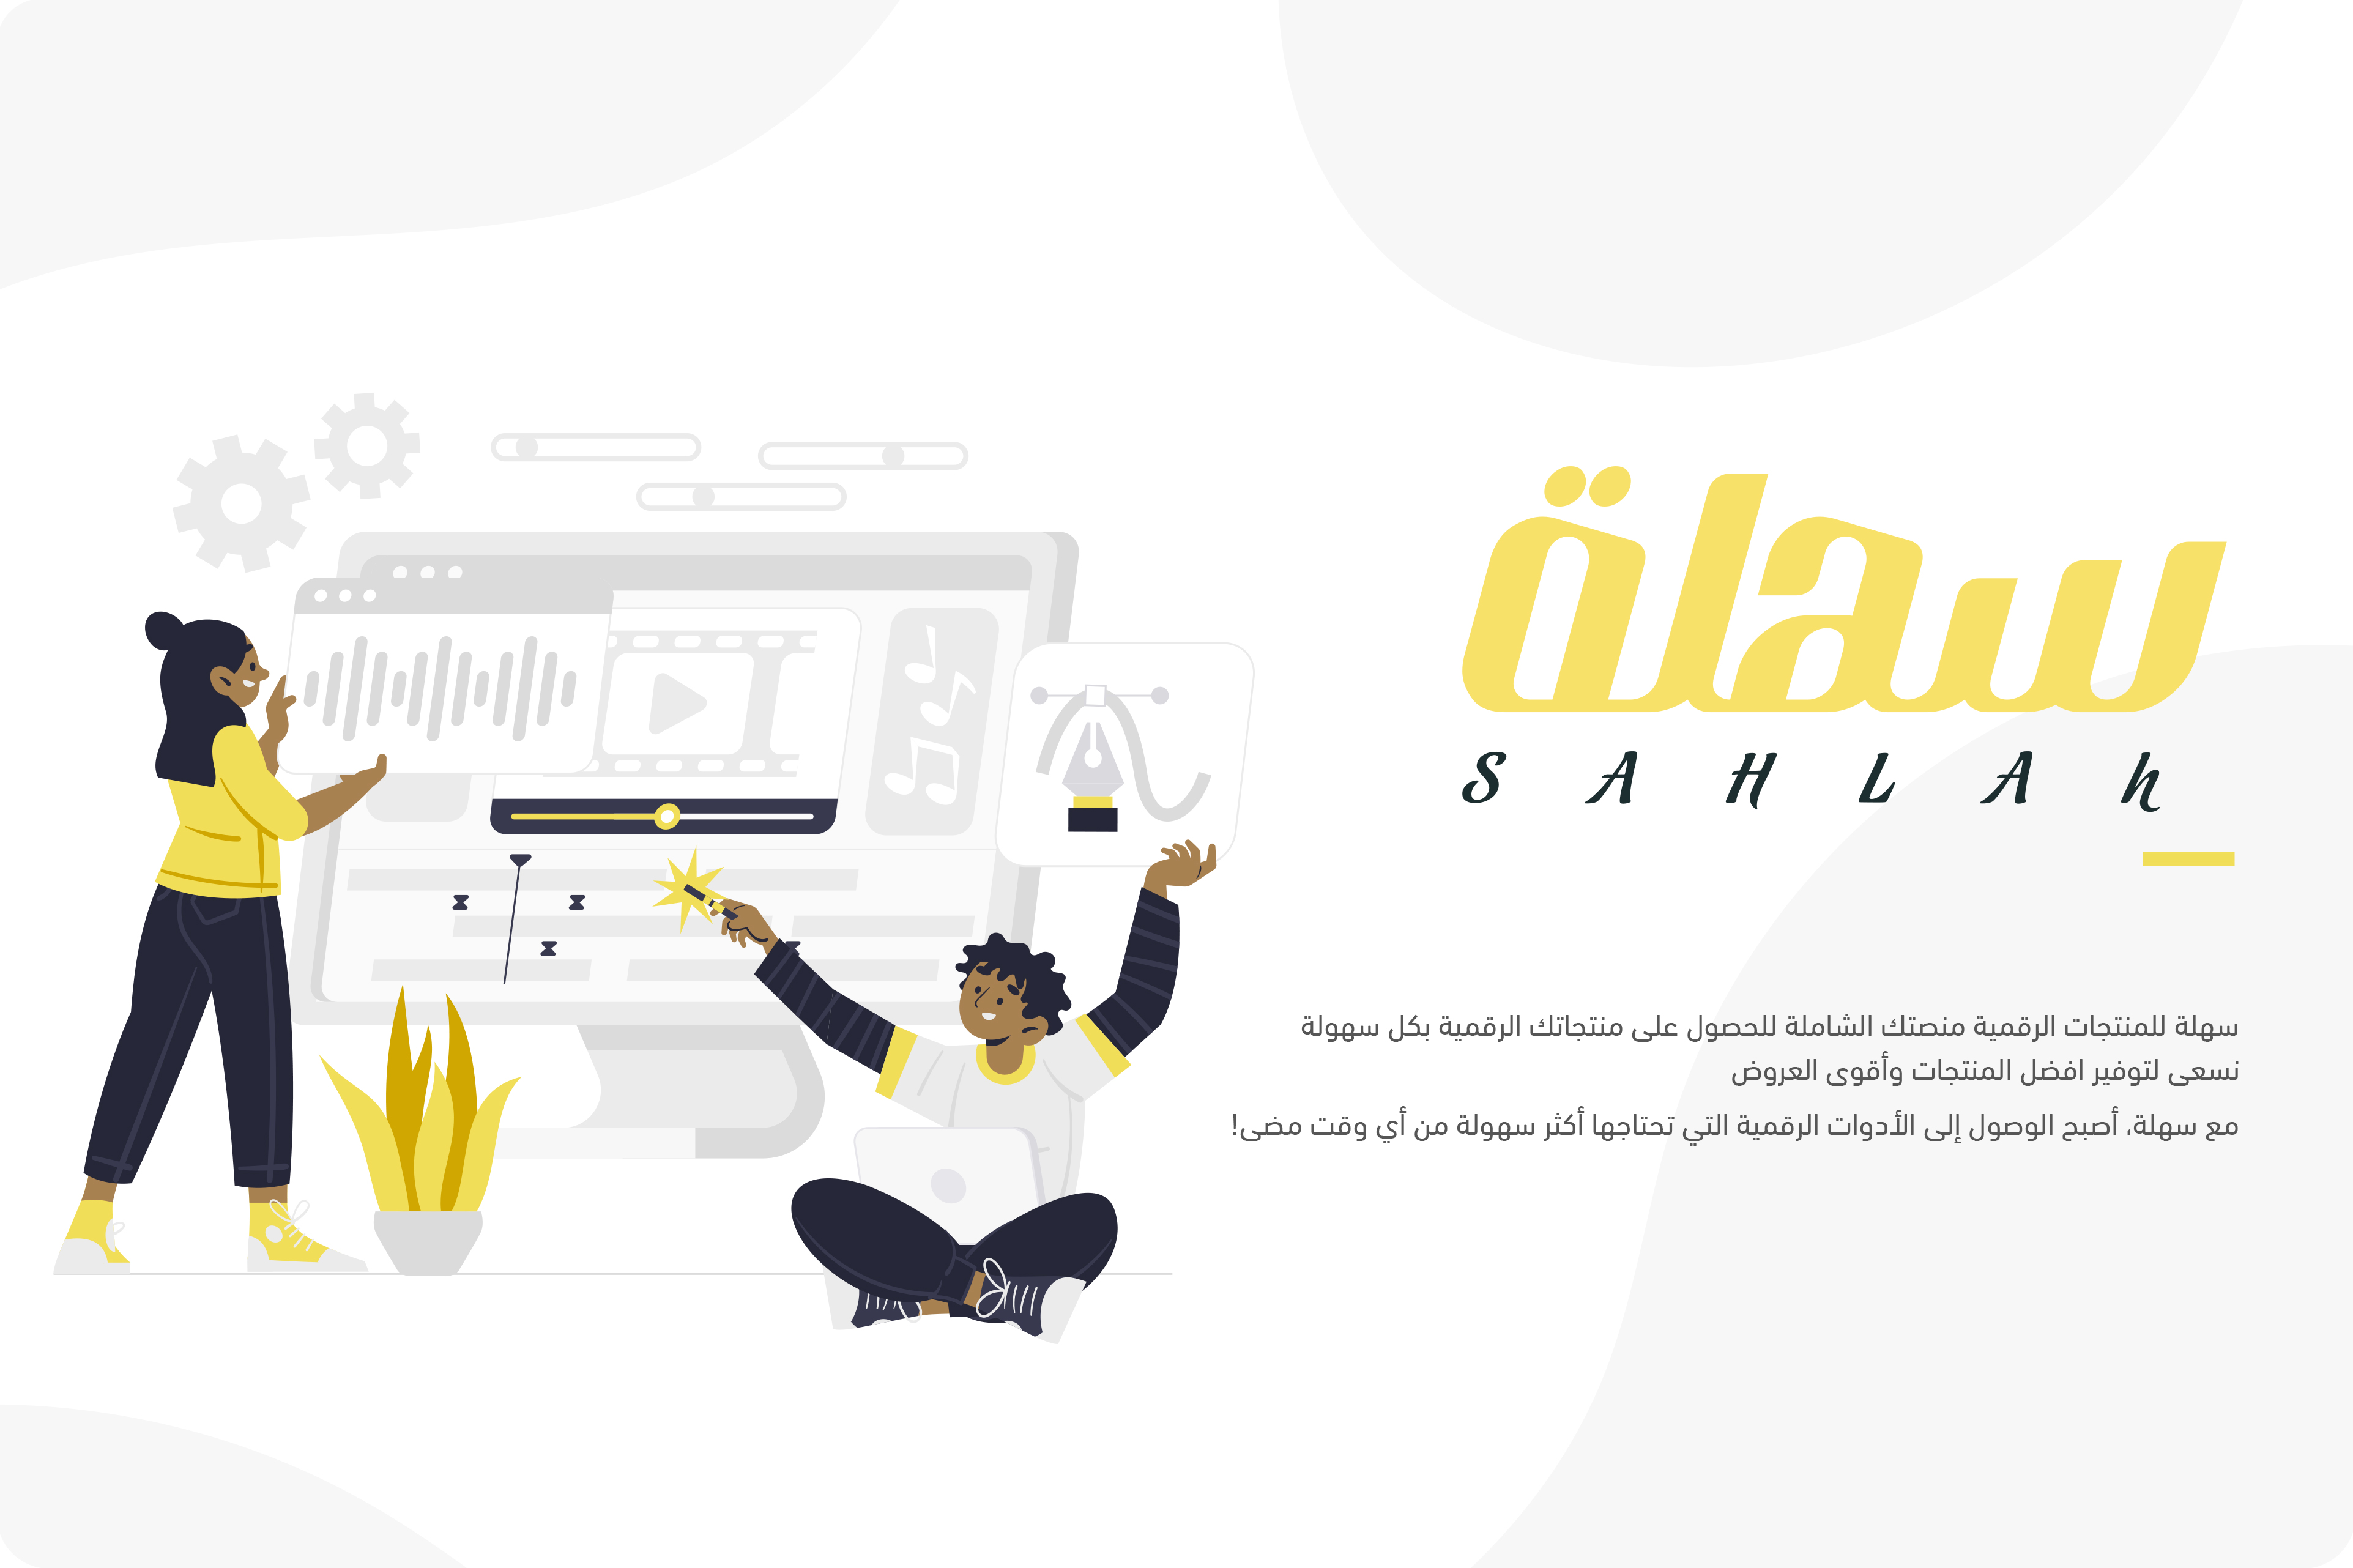 سهلة
SAHLAh
سهلة للمنتجات الرقمية منصتك الشاملة للحصول على منتجاتك الرقمية بكل سهولة
نسعى لتوفير افضل المنتجات وأقوى العروض
مع سهلة، أصبح الوصول إلى الأدوات الرقمية التي تحتاجها أكثر سهولة من أي وقت مضى!